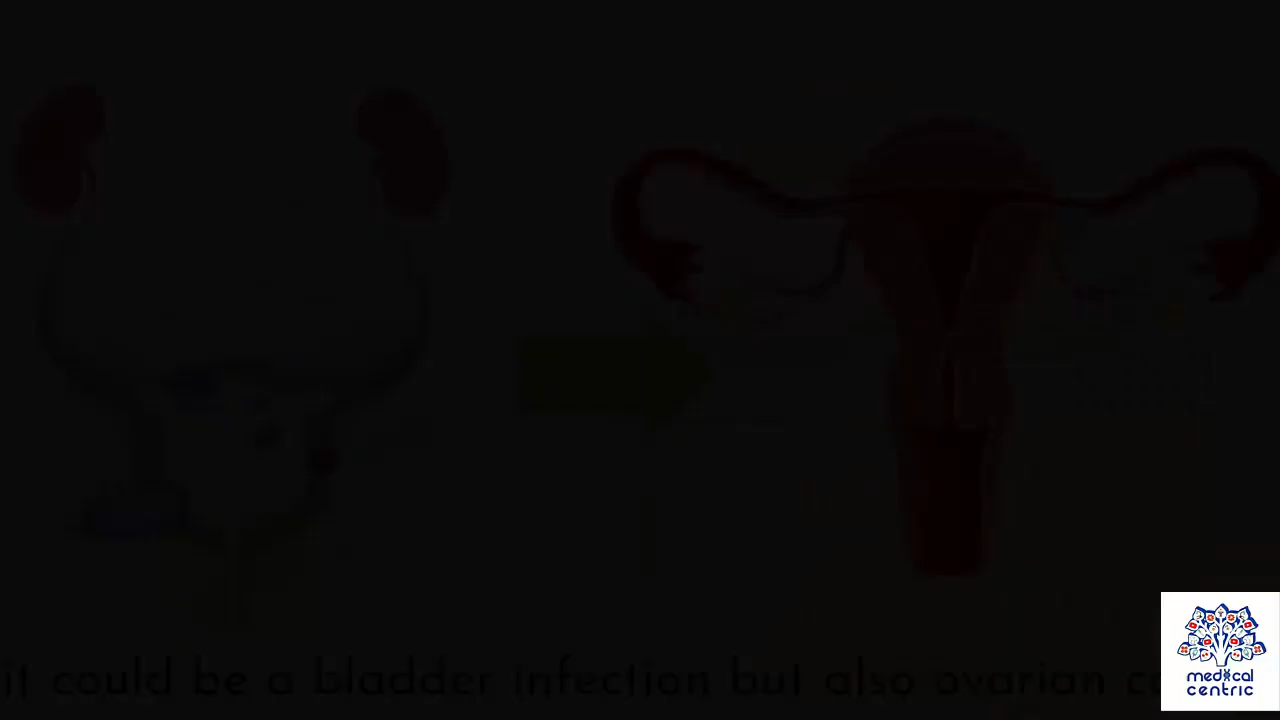 it could be a bladder infection but also ovarian
medical
centric